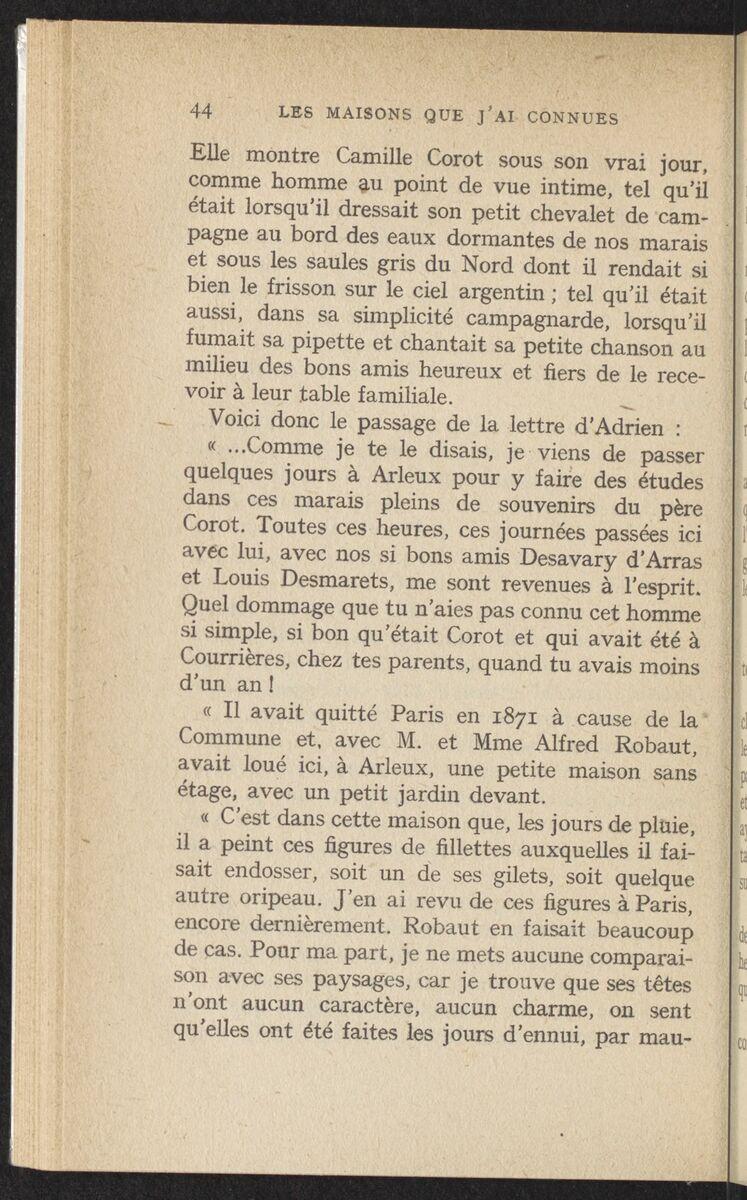 44 LES MAISONS QUE J'AI CONNUES
Elle montre Camille Corot sous son vrai jour,
comme homme au point de vue intime, tel qu'il
était lorsqu'il dressait son petit chevalet de cam-
pagne au bord des eaux dormantes de nos marais
et sous les saules gris du Nord dont il rendait si
bien le frisson sur le ciel argentin ; tel qu'il était
aussi, dans sa simplicité campagnarde, lorsqu'il
fumait sa pipette et chantait sa petite chanson au
milieu des bons amis heureux et fiers de le rece-
voir à leur table familiale.
Voici donc le passage de la lettre d'Adrien :
« ...Comme je te le disais, je viens de passer
quelques jours à Arleux pour y faire des études
dans ces marais pleins de souvenirs du père
Corot. Toutes ces heures, ces journées passées ici
avec lui, avec nos si bons amis Desavary d'Arras
et Louis Desmarets, me sont revenues à l'esprit.
Quel dommage que tu n'aies pas connu cet homme
si simple, si bon qu'était Corot et qui avait été à
Courrières, chez tes parents, quand tu avais moins
d'un an !
« Il avait quitté Paris en 1871 à cause de la
Commune et, avec M. et Mme Alfred Robaut,
avait loué ici, à Arleux, une petite maison sans
étage, avec un petit jardin devant.
« C'est dans cette maison que, les jours de pluie,
il a peint ces figures de fillettes auxquelles il fai-
sait endosser, soit un de ses gilets, soit quelque
autre oripeau. J'en ai revu de ces figures à Paris,
encore dernièrement. Robaut en faisait beaucoup
de cas. Pour ma part, je ne mets aucune comparai-
son avec ses paysages, car je trouve que ses têtes
n'ont aucun caractère, aucun charme, on sent
qu'elles ont été faites les jours d'ennui, par mau-